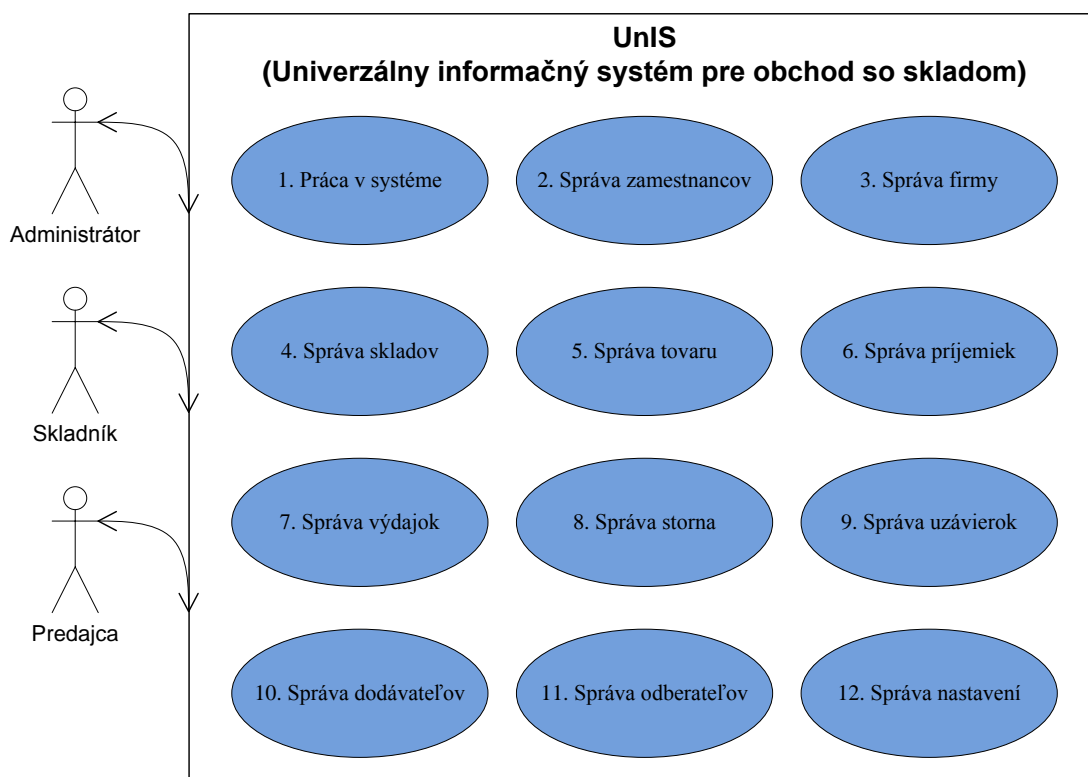 UnIS
(Univerzálny informačný systém pre obchod so skladom)
1. Práca v systéme
2. Správa zamestnancov
3. Správa firmy
Administrátor
4. Správa skladov
5. Správa tovaru
6. Správa príjemiek
Skladník
7. Správa výdajok
8. Správa storna
9. Správa uzávierok
Predajca
10. Správa dodávateľov
11. Správa odberateľov
12. Správa nastavení